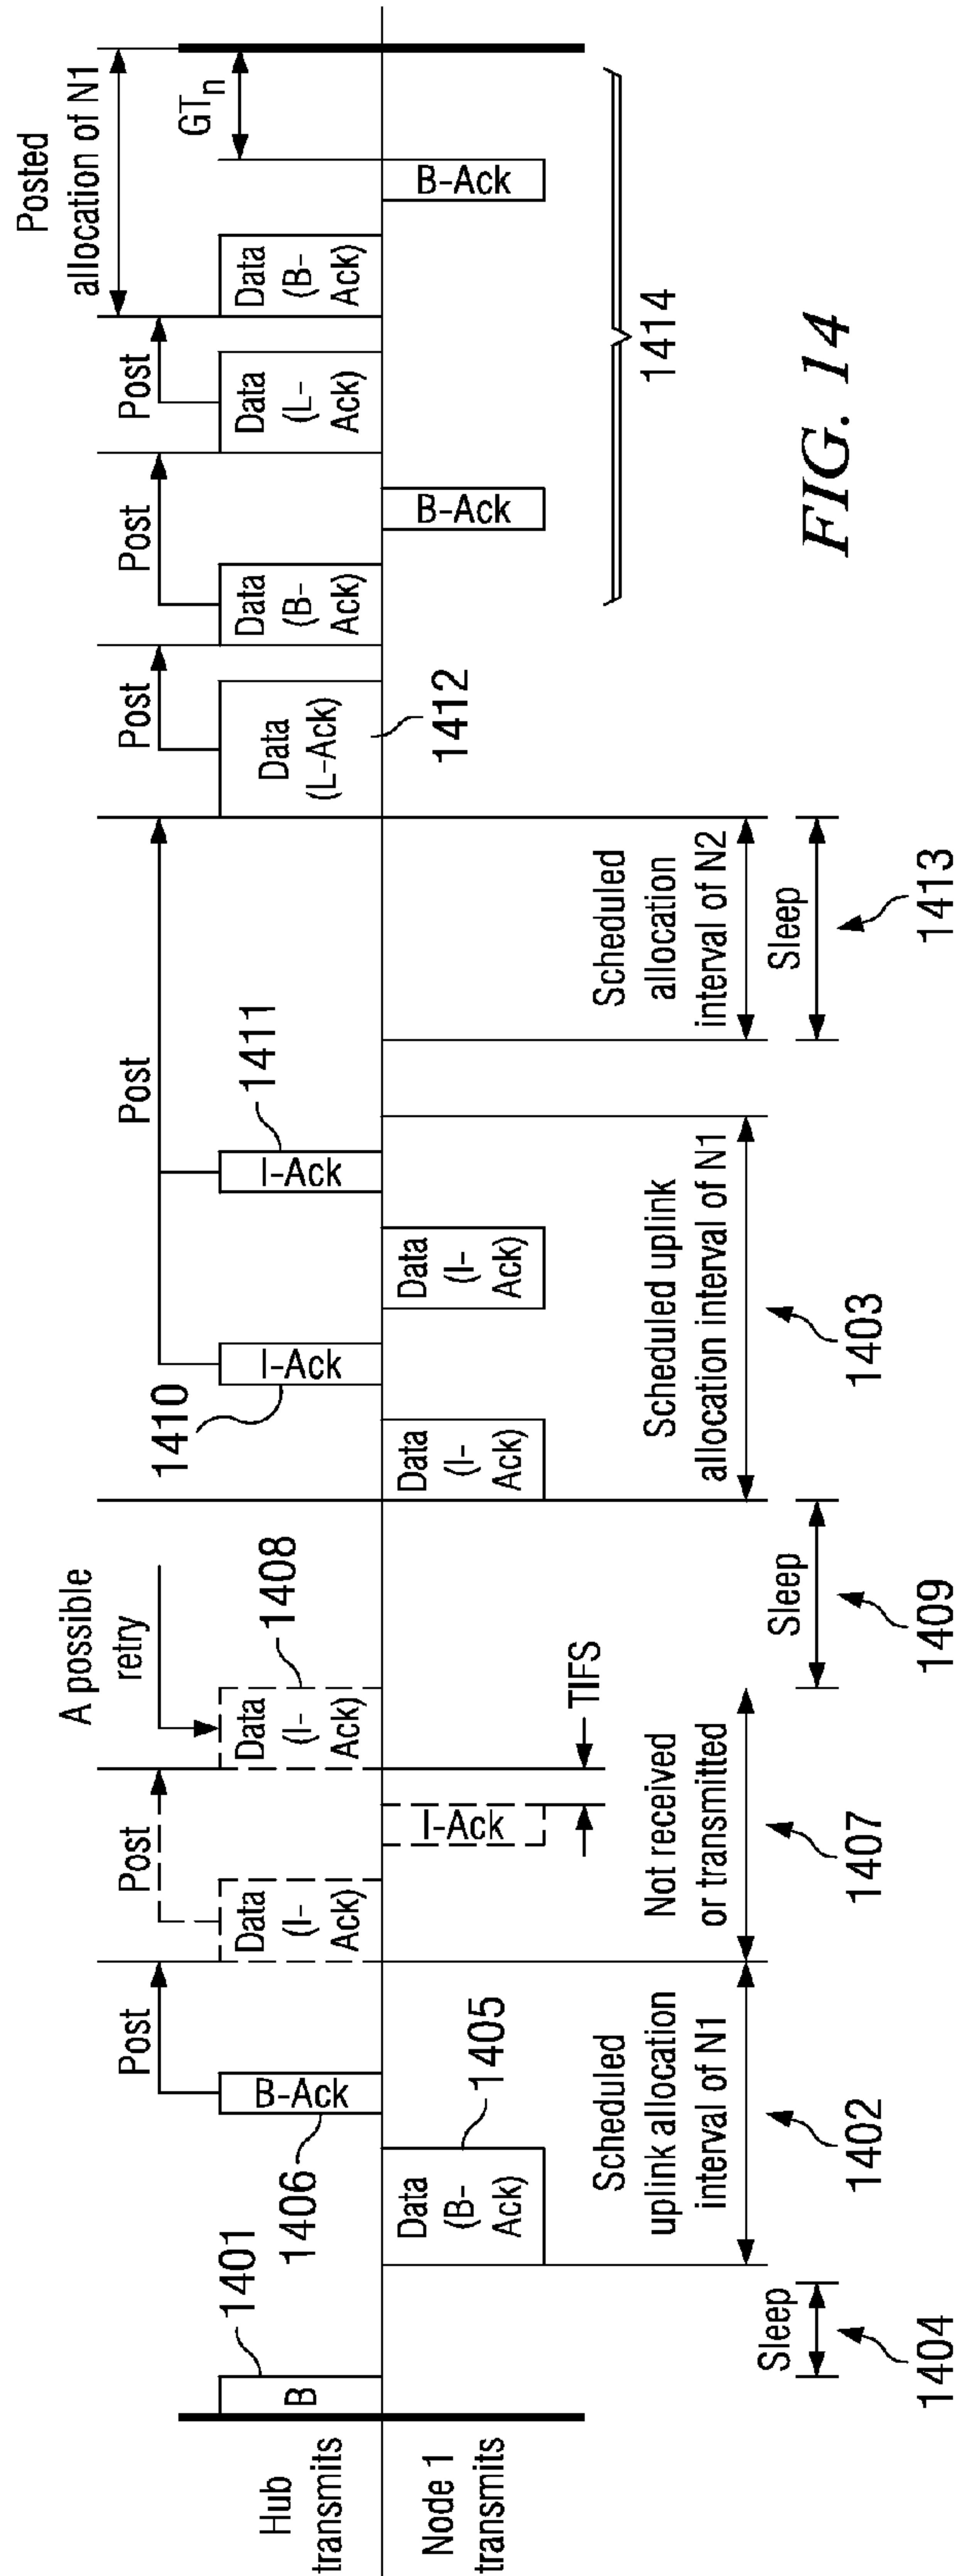 Hub
transmits
Node 1
transmits
B
1401
Sleep
1404
Data
(B-
Ack)
1405
B-Ack
1406
Post
Scheduled
uplink allocation
interval of N1
1402
Data
(I-
Ack)
Post
I-Ack
TIFS
A possible
retry
Data
(I-
Ack)
1408
Not received
or transmitted
1407
Sleep
1409
Data
(I-
Ack)
I-Ack
1410
Data
(I-
Ack)
I-Ack
1411
Post
Scheduled uplink
allocation interval of N1
1403
Scheduled
allocation
interval of N2
Sleep
1413
Data
(L-Ack)
1412
Post
Data
(B-
Ack)
Post
B-Ack
Data
(L-
Ack)
Post
Data
(B-
Ack)
B-Ack
GTn
Posted
allocation of N1
1414
FIG. 14